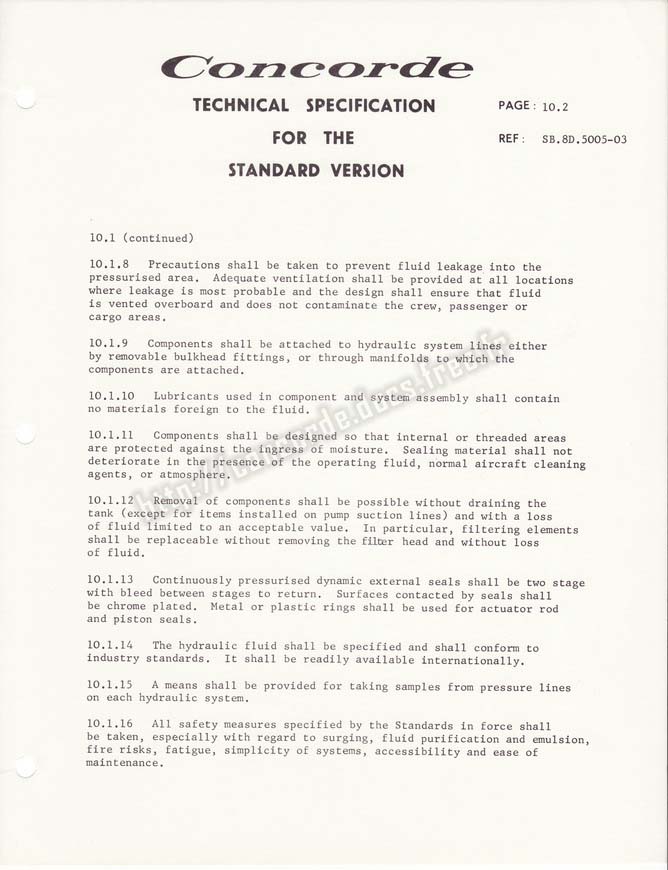 Concorde
TECHNICAL SPECIFICATION
FOR THE
STANDARD VERSION
PAGE: 10.2
REF: SB.8D.5005-03
10.1 (continued)
10.1.8 Precautions shall be taken to prevent fluid leakage into the
pressurised area. Adequate ventilation shall be provided at all locations
where leakage is most probable and the design shall ensure that fluid
is vented overboard and does not contaminate the crew, passenger or
cargo areas.
10.1.9 Components shall be attached to hydraulic system lines either
by removable bulkhead fittings, or through manifolds to which the
components are attached.
10.1.10 Lubricants used in component and system assembly shall contain
no materials foreign to the fluid.
10.1.11 Components shall be designed so that internal or threaded areas
are protected against the ingress of moisture. Sealing material shall not
deteriorate in the presence of the operating fluid, normal aircraft cleaning
agents, or atmosphere.
10.1.12 Removal of components shall be possible without draining the
tank (except for items installed on pump suction lines) and with a loss
of fluid limited to an acceptable value. In particular, filtering elements
shall be replaceable without removing the filter head and without loss
of fluid.
10.1.13 Continuously pressurised dynamic external seals shall be two stage
with bleed between stages to return. Surfaces contacted by seals shall
be chrome plated. Metal or plastic rings shall be used for actuator rod
and piston seals.
10.1.14 The hydraulic fluid shall be specified and shall conform to
industry standards. It shall be readily available internationally.
10.1.15 A means shall be provided for taking samples from pressure lines
on each hydraulic system.
10.1.16 All safety measures specified by the Standards in force shall
be taken, especially with regard to surging, fluid purification and emulsion,
fire risks, fatigue, simplicity of systems, accessibility and ease of
maintenance.